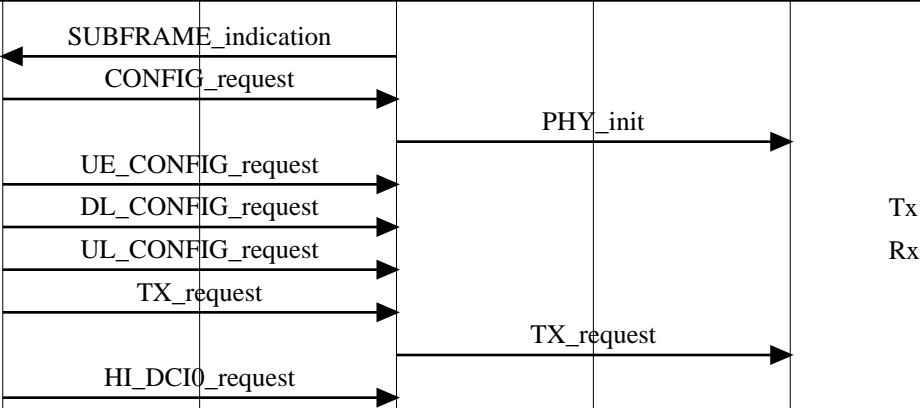 SUBFRAME_indication
CONFIG_request
PHY_init
UE_CONFIG_request
DL_CONFIG_request
Tx
UL_CONFIG_request
Rx
TX_request
TX_request
HI_DCI0_request